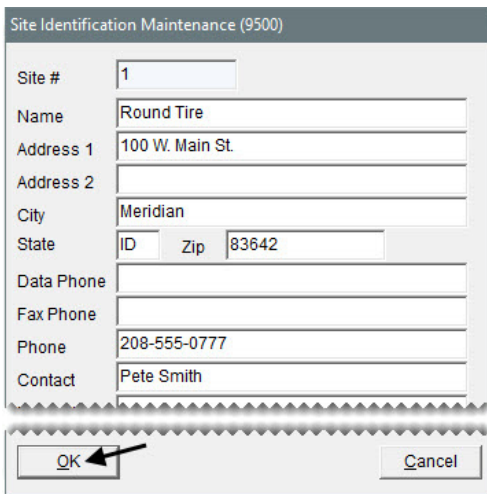 Site Identification Maintenance (9500)
Site # 1
Name Round Tire
Address 1 100 W. Main St.
Address 2
City Meridian
State ID Zip 83642
Data Phone
Fax Phone
Phone 208-555-0777
Contact Pete Smith
OK Cancel